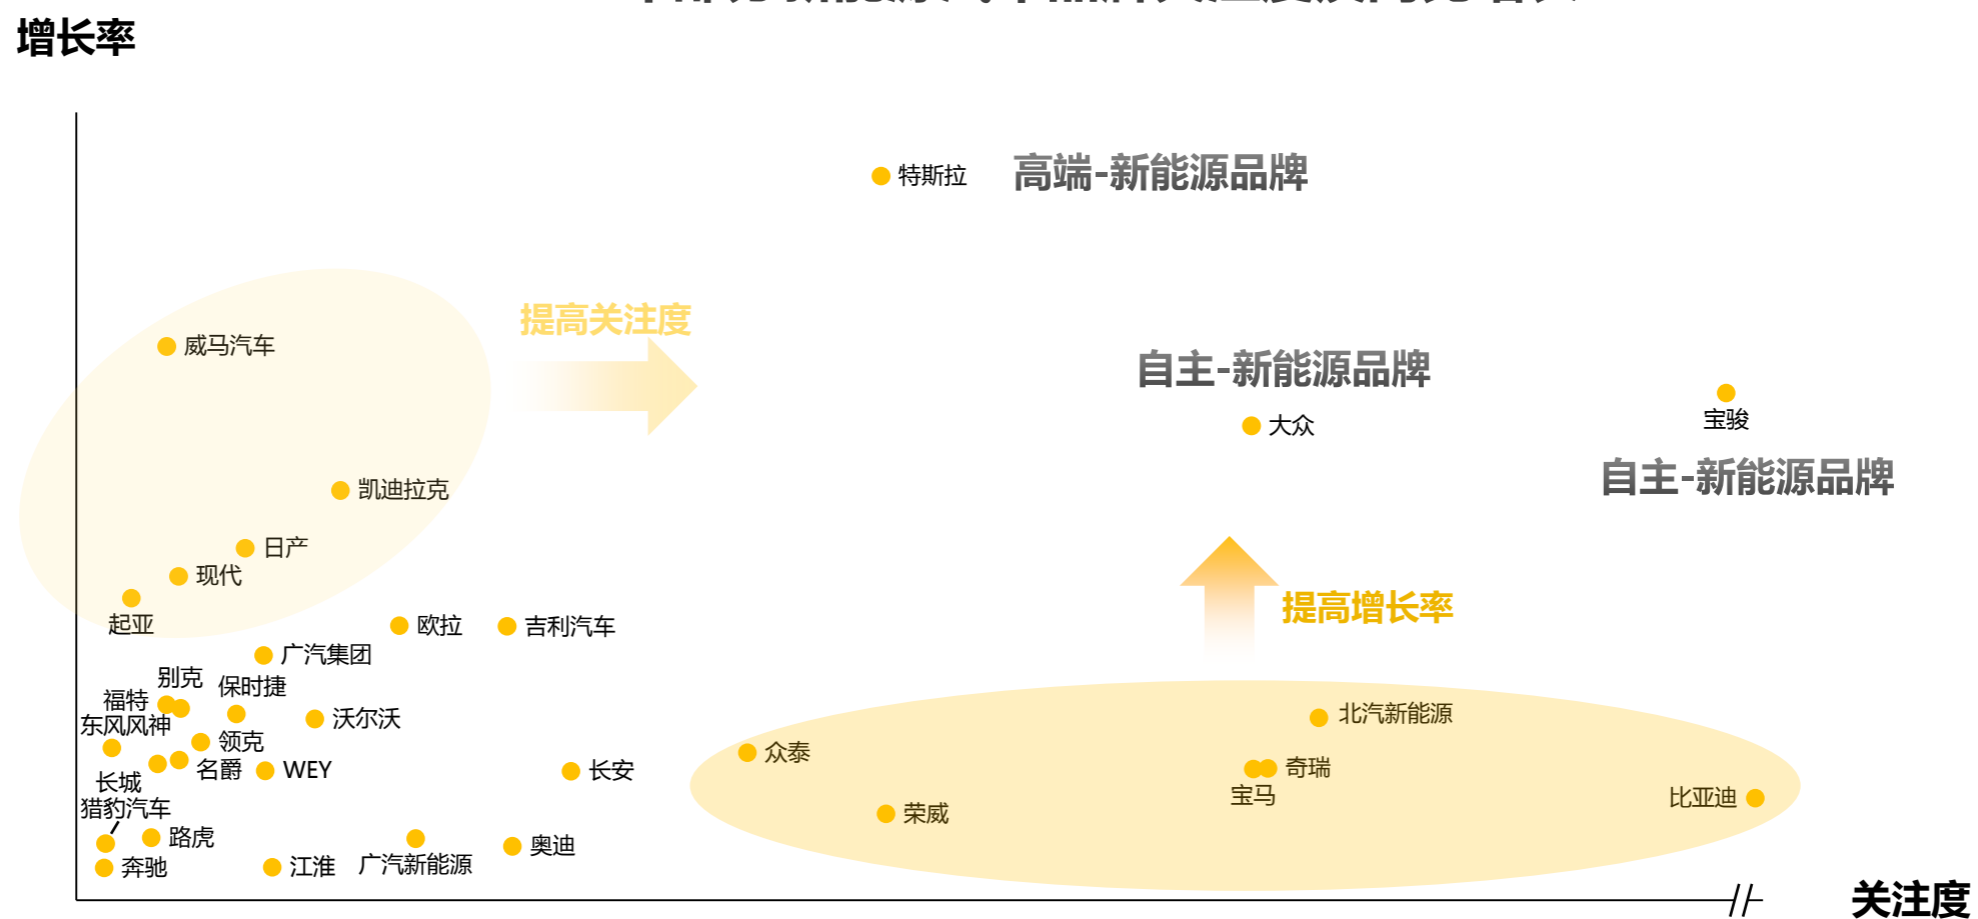 增长率
特斯拉
高端-新能源品牌
提高关注度
威马汽车
自主-新能源品牌
宝骏
大众
自主-新能源品牌
凯迪拉克
日产
现代
起亚
提高增长率
欧拉
吉利汽车
广汽集团
别克
保时捷
福特
东风风神
沃尔沃
北汽新能源
领克
众泰
名爵
WEY
长安
奇瑞
长城
宝马
比亚迪
猎豹汽车
荣威
路虎
奥迪
奔驰
江淮
广汽新能源
关注度